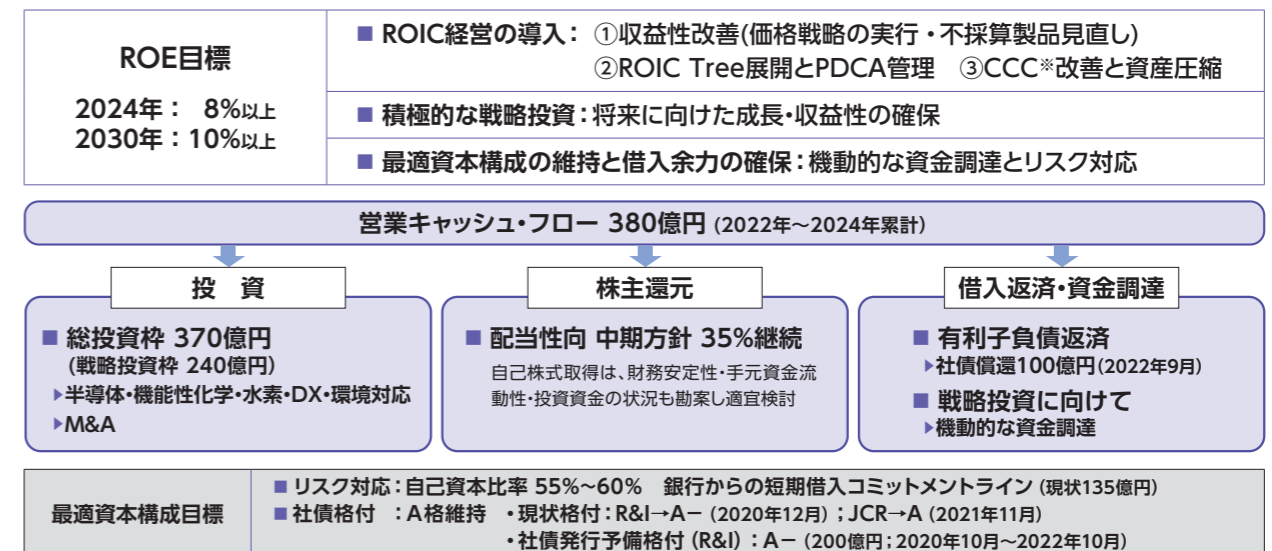 ROE目標
2024年： 8%以上
2030年：10%以上
■ ROIC経営の導入： ①収益性改善(価格戦略の実行・不採算製品見直し)
②ROIC Tree展開とPDCA管理 ③CCC※改善と資産圧縮
■ 積極的な戦略投資：将来に向けた成長・収益性の確保
■ 最適資本構成の維持と借入余力の確保：機動的な資金調達とリスク対応
営業キャッシュ・フロー 380億円 (2022年〜2024年累計)
投 資
■ 総投資枠 370億円
(戦略投資枠 240億円)
▶半導体・機能性化学・水素・DX・環境対応
▶M&A
株主還元
■ 配当性向 中期方針 35%継続
自己株式取得は、財務安定性・手元資金流
動性・投資資金の状況も勘案し適宜検討
借入返済・資金調達
■ 有利子負債返済
▶社債償還100億円(2022年9月)
■ 戦略投資に向けて
▶機動的な資金調達
最適資本構成目標
■ リスク対応：自己資本比率 55%〜60% 銀行からの短期借入コミットメントライン (現状135億円)
■ 社債格付 ：A格維持 ・現状格付：R&I→A− (2020年12月)；JCR→A (2021年11月)
・社債発行予備格付 (R&I)：A− (200億円；2020年10月〜2022年10月)